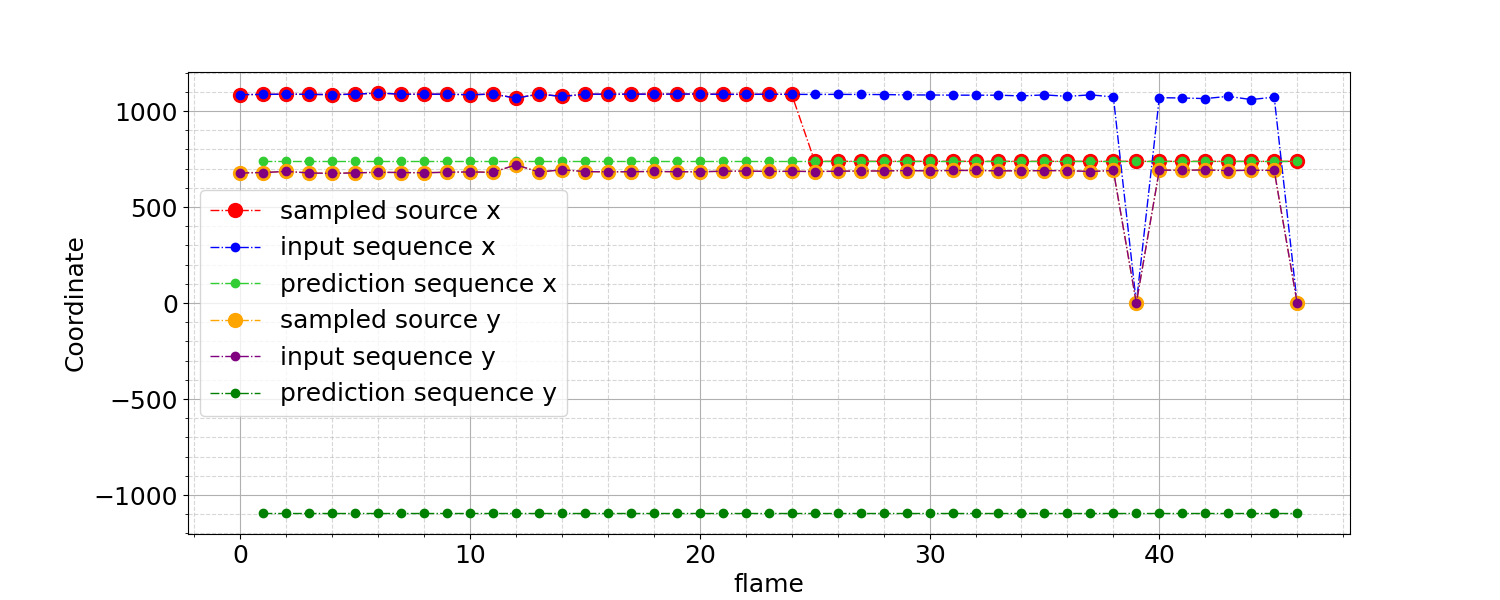 1000
500
0
−500
−1000
Coordinate
sampled source x
input sequence x
prediction sequence x
sampled source y
input sequence y
prediction sequence y
0 10 20 30 40
flame